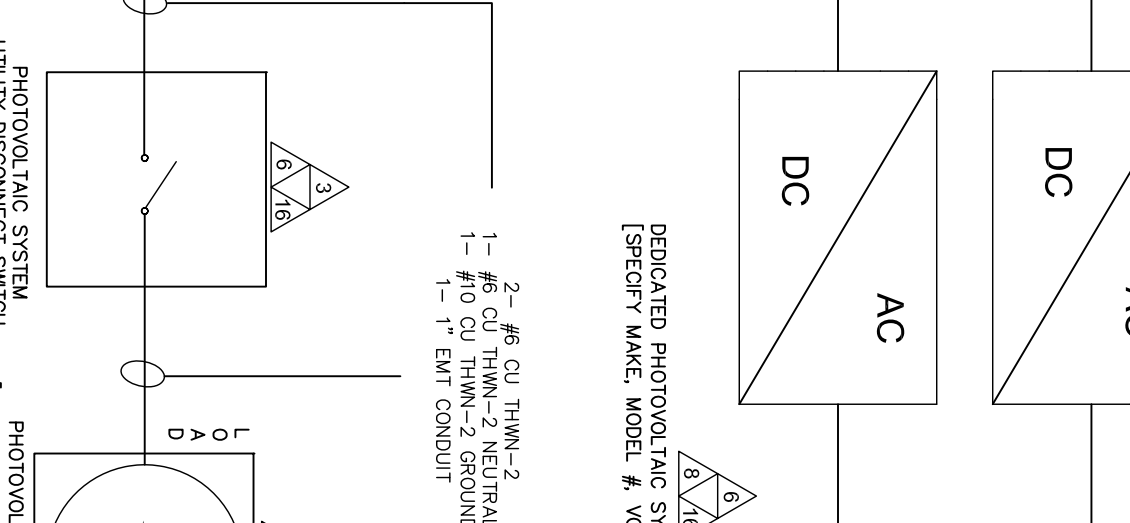 DC
DC
AC
6
8
16
DEDICATED PHOTOVOLTAIC SY
[SPECIFY MAKE, MODEL #, VO
2- #6 CU THWN-2
1- #6 CU THWN-2 NEUTRAL
1- #10 CU THWN-2 GROUND
1- 1" EMT CONDUIT
3
6
16
L
O
A
D
PHOTOVOLTAIC SYSTEM
UTILITY DISCONNECT SWITCH
PHOTOVOL